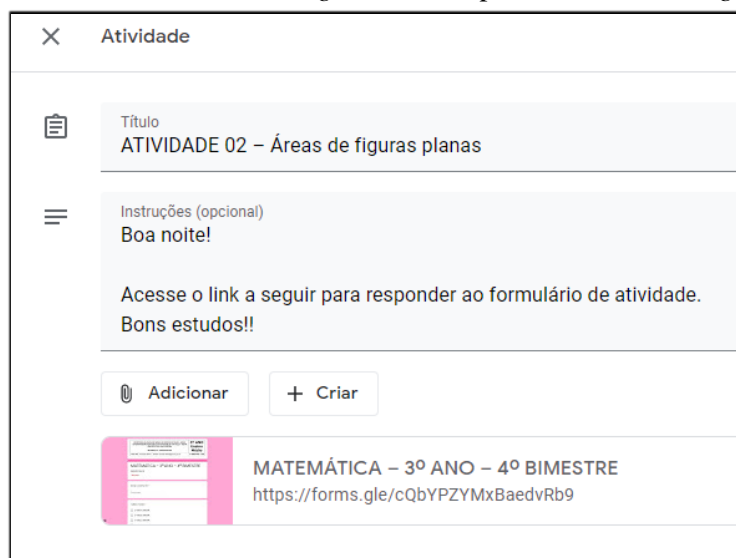 Atividade
Título
ATIVIDADE 02 – Áreas de figuras planas
Instruções (opcional)
Boa noite!
Acesse o link a seguir para responder ao formulário de atividade.
Bons estudos!!
Adicionar
+ Criar
MATEMÁTICA – 3º ANO – 4º BIMESTRE
https://forms.gle/cQbYPZYMxBaedvRb9